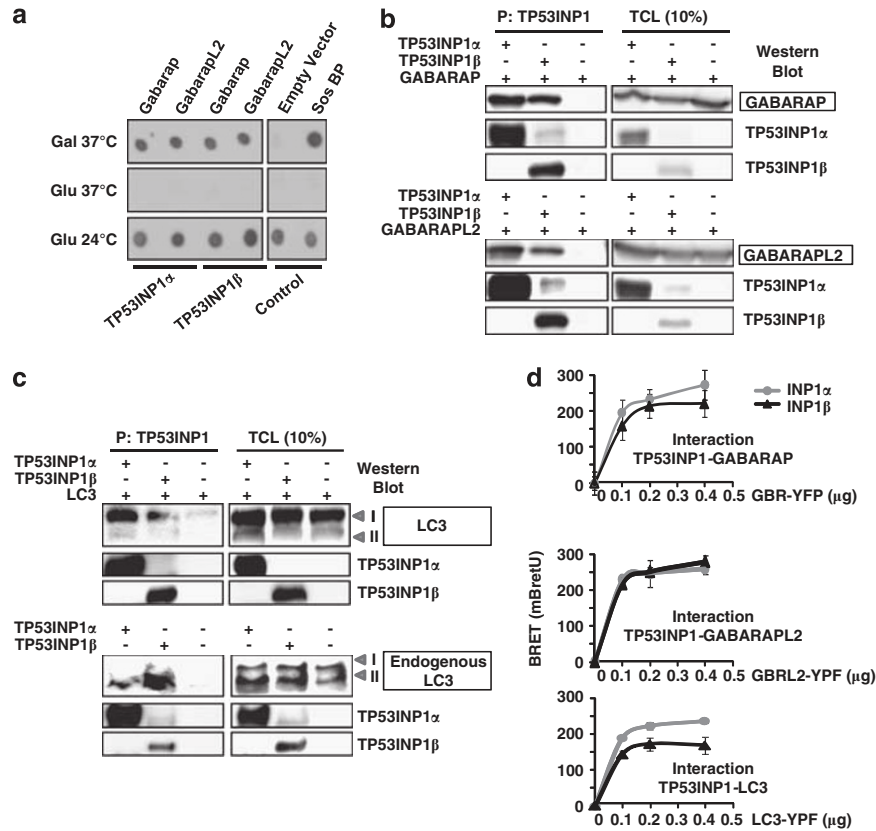 a
Gabarap
GabarapL2
Gabarap
GabarapL2
Empty Vector
Sos BP
Gal 37°C
Glu 37°C
Glu 24°C
TP53INP1α
TP53INP1β
Control
b
P: TP53INP1 TCL (10%)
TP53INP1α + - - + - -
TP53INP1β - + - - + -
GABARAP + + + + + +
Western
Blot
GABARAP
TP53INP1α
TP53INP1β
TP53INP1α + - - + - -
TP53INP1β - + - - + -
GABARAPL2 + + + + + +
GABARAPL2
TP53INP1α
TP53INP1β
c
P: TP53INP1 TCL (10%)
TP53INP1α + - - + - -
TP53INP1β - + - - + -
LC3 + + + + + +
Western
Blot
I
II
LC3
TP53INP1α
TP53INP1β
TP53INP1α + - - + - -
TP53INP1β - + - - + -
I
II
Endogenous
LC3
TP53INP1α
TP53INP1β
d
300
200
100
0
INP1α
INP1β
Interaction
TP53INP1-GABARAP
0 0.1 0.2 0.3 0.4 0.5
GBR-YFP (µg)
BRET (mBretU)
300
200
100
0
Interaction
TP53INP1-GABARAPL2
0 0.1 0.2 0.3 0.4 0.5
GBRL2-YPF (µg)
300
200
100
0
Interaction
TP53INP1-LC3
0 0.1 0.2 0.3 0.4 0.5
LC3-YPF (µg)